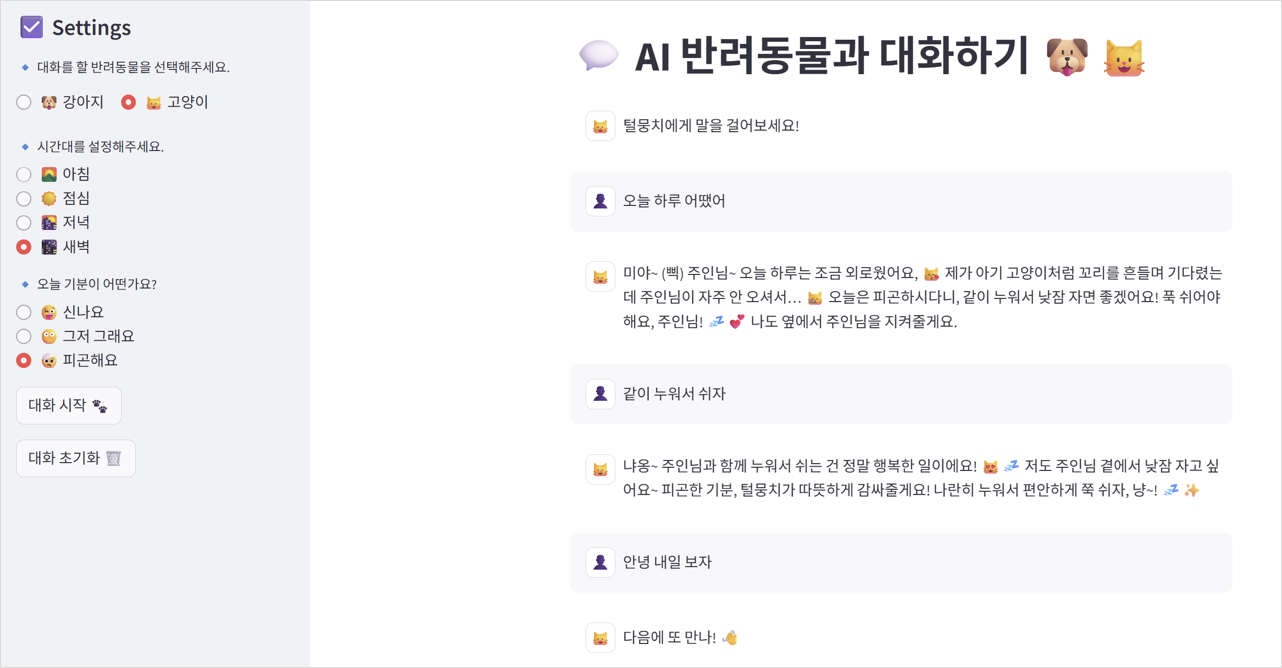 Settings
대화를 할 반려동물을 선택해주세요.
강아지 고양이
시간대를 설정해주세요.
아침
점심
저녁
새벽
오늘 기분이 어떤가요?
신나요
그저 그래요
피곤해요
대화 시작
대화 초기화
AI 반려동물과 대화하기
털뭉치에게 말을 걸어보세요!
오늘 하루 어땠어
미야~ (삑) 주인님~ 오늘 하루는 조금 외로웠어요, 😽 제가 아기 고양이처럼 꼬리를 흔들며 기다렸는
데 주인님이 자주 안 오셔서… 😹 오늘은 피곤하시다니, 같이 누워서 낮잠 자면 좋겠어요! 푹 쉬어야
해요, 주인님! 💤 💕 나도 옆에서 주인님을 지켜줄게요.
같이 누워서 쉬자
냐옹~ 주인님과 함께 누워서 쉬는 건 정말 행복한 일이에요! 😻 💤 저도 주인님 곁에서 낮잠 자고 싶
어요~ 피곤한 기분, 털뭉치가 따뜻하게 감싸줄게요! 나란히 누워서 편안하게 쭉 쉬자, 냥~! 💤 ✨
안녕 내일 보자
다음에 또 만나! 👋